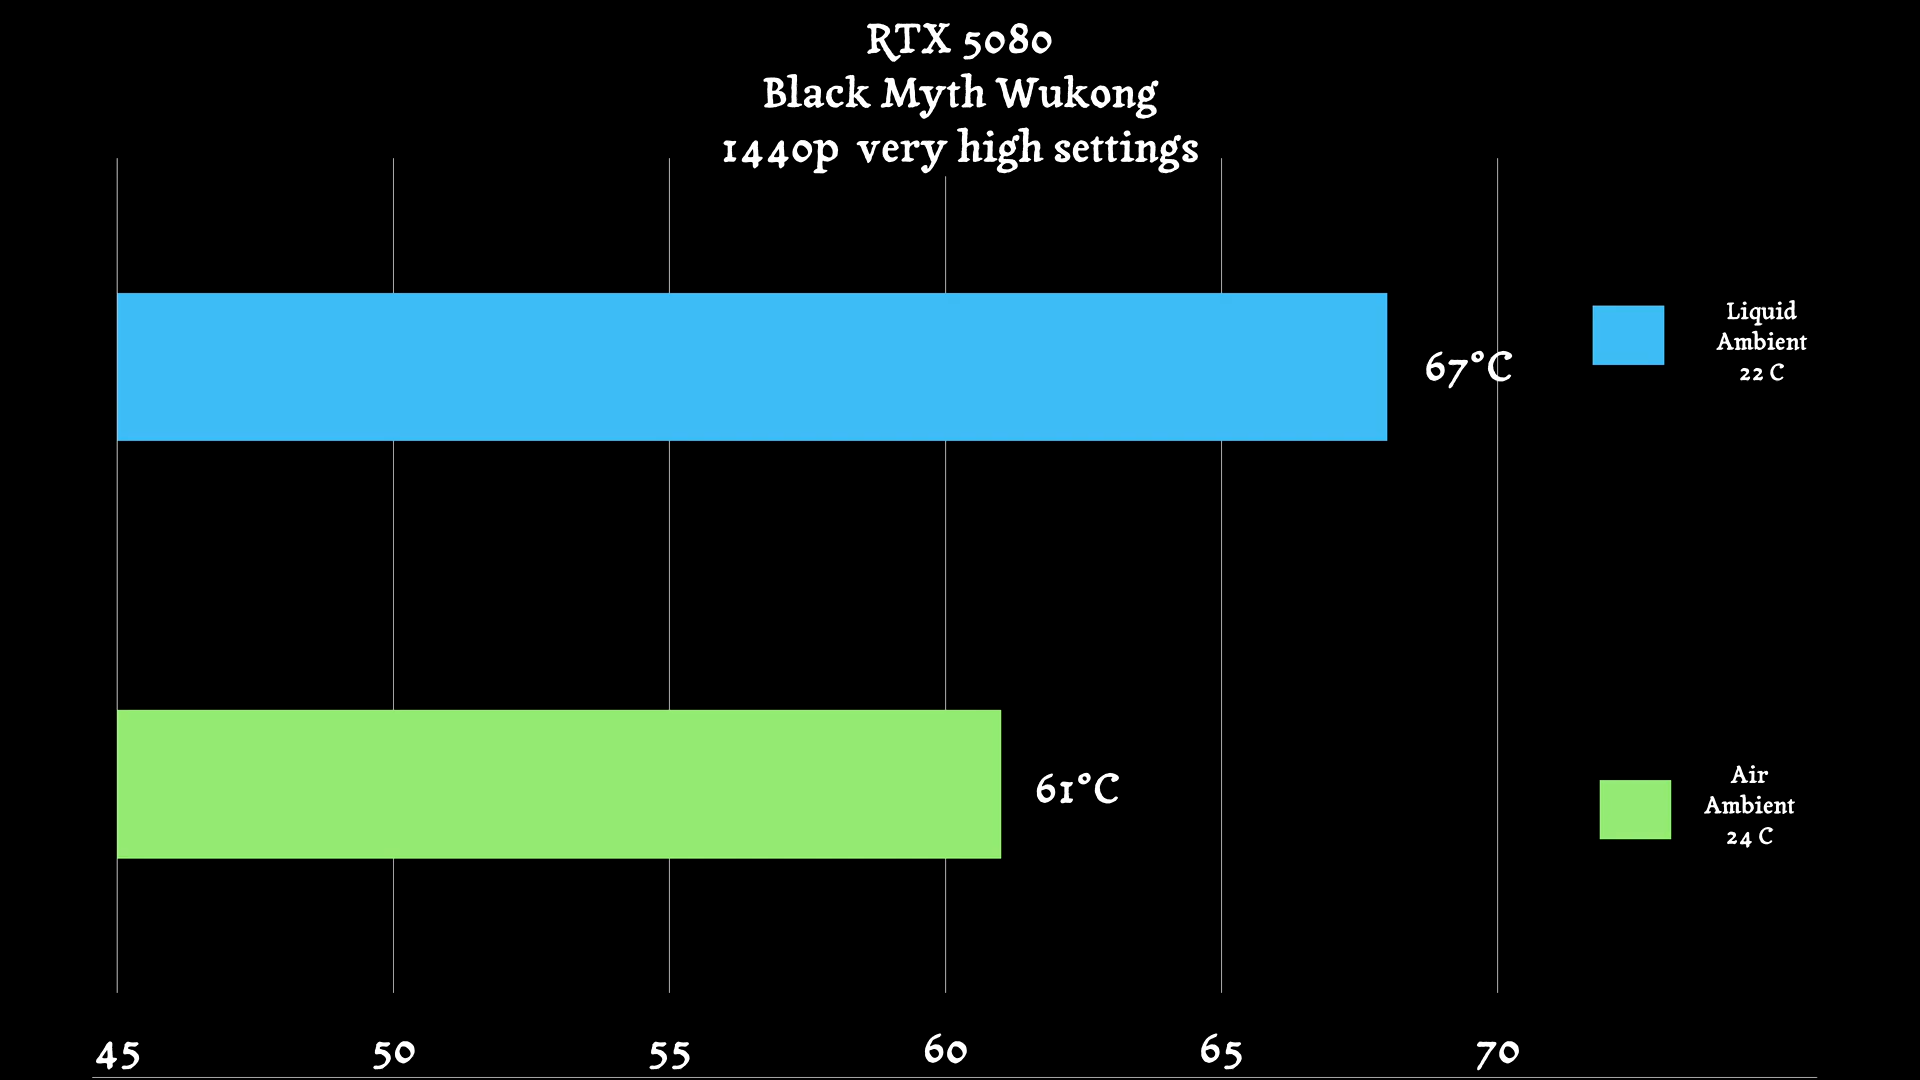 RTX 5080
Black Myth Wukong
1440p very high settings
67°C
Liquid
Ambient
22 C
61°C
Air
Ambient
24 C
45 50 55 60 65 70